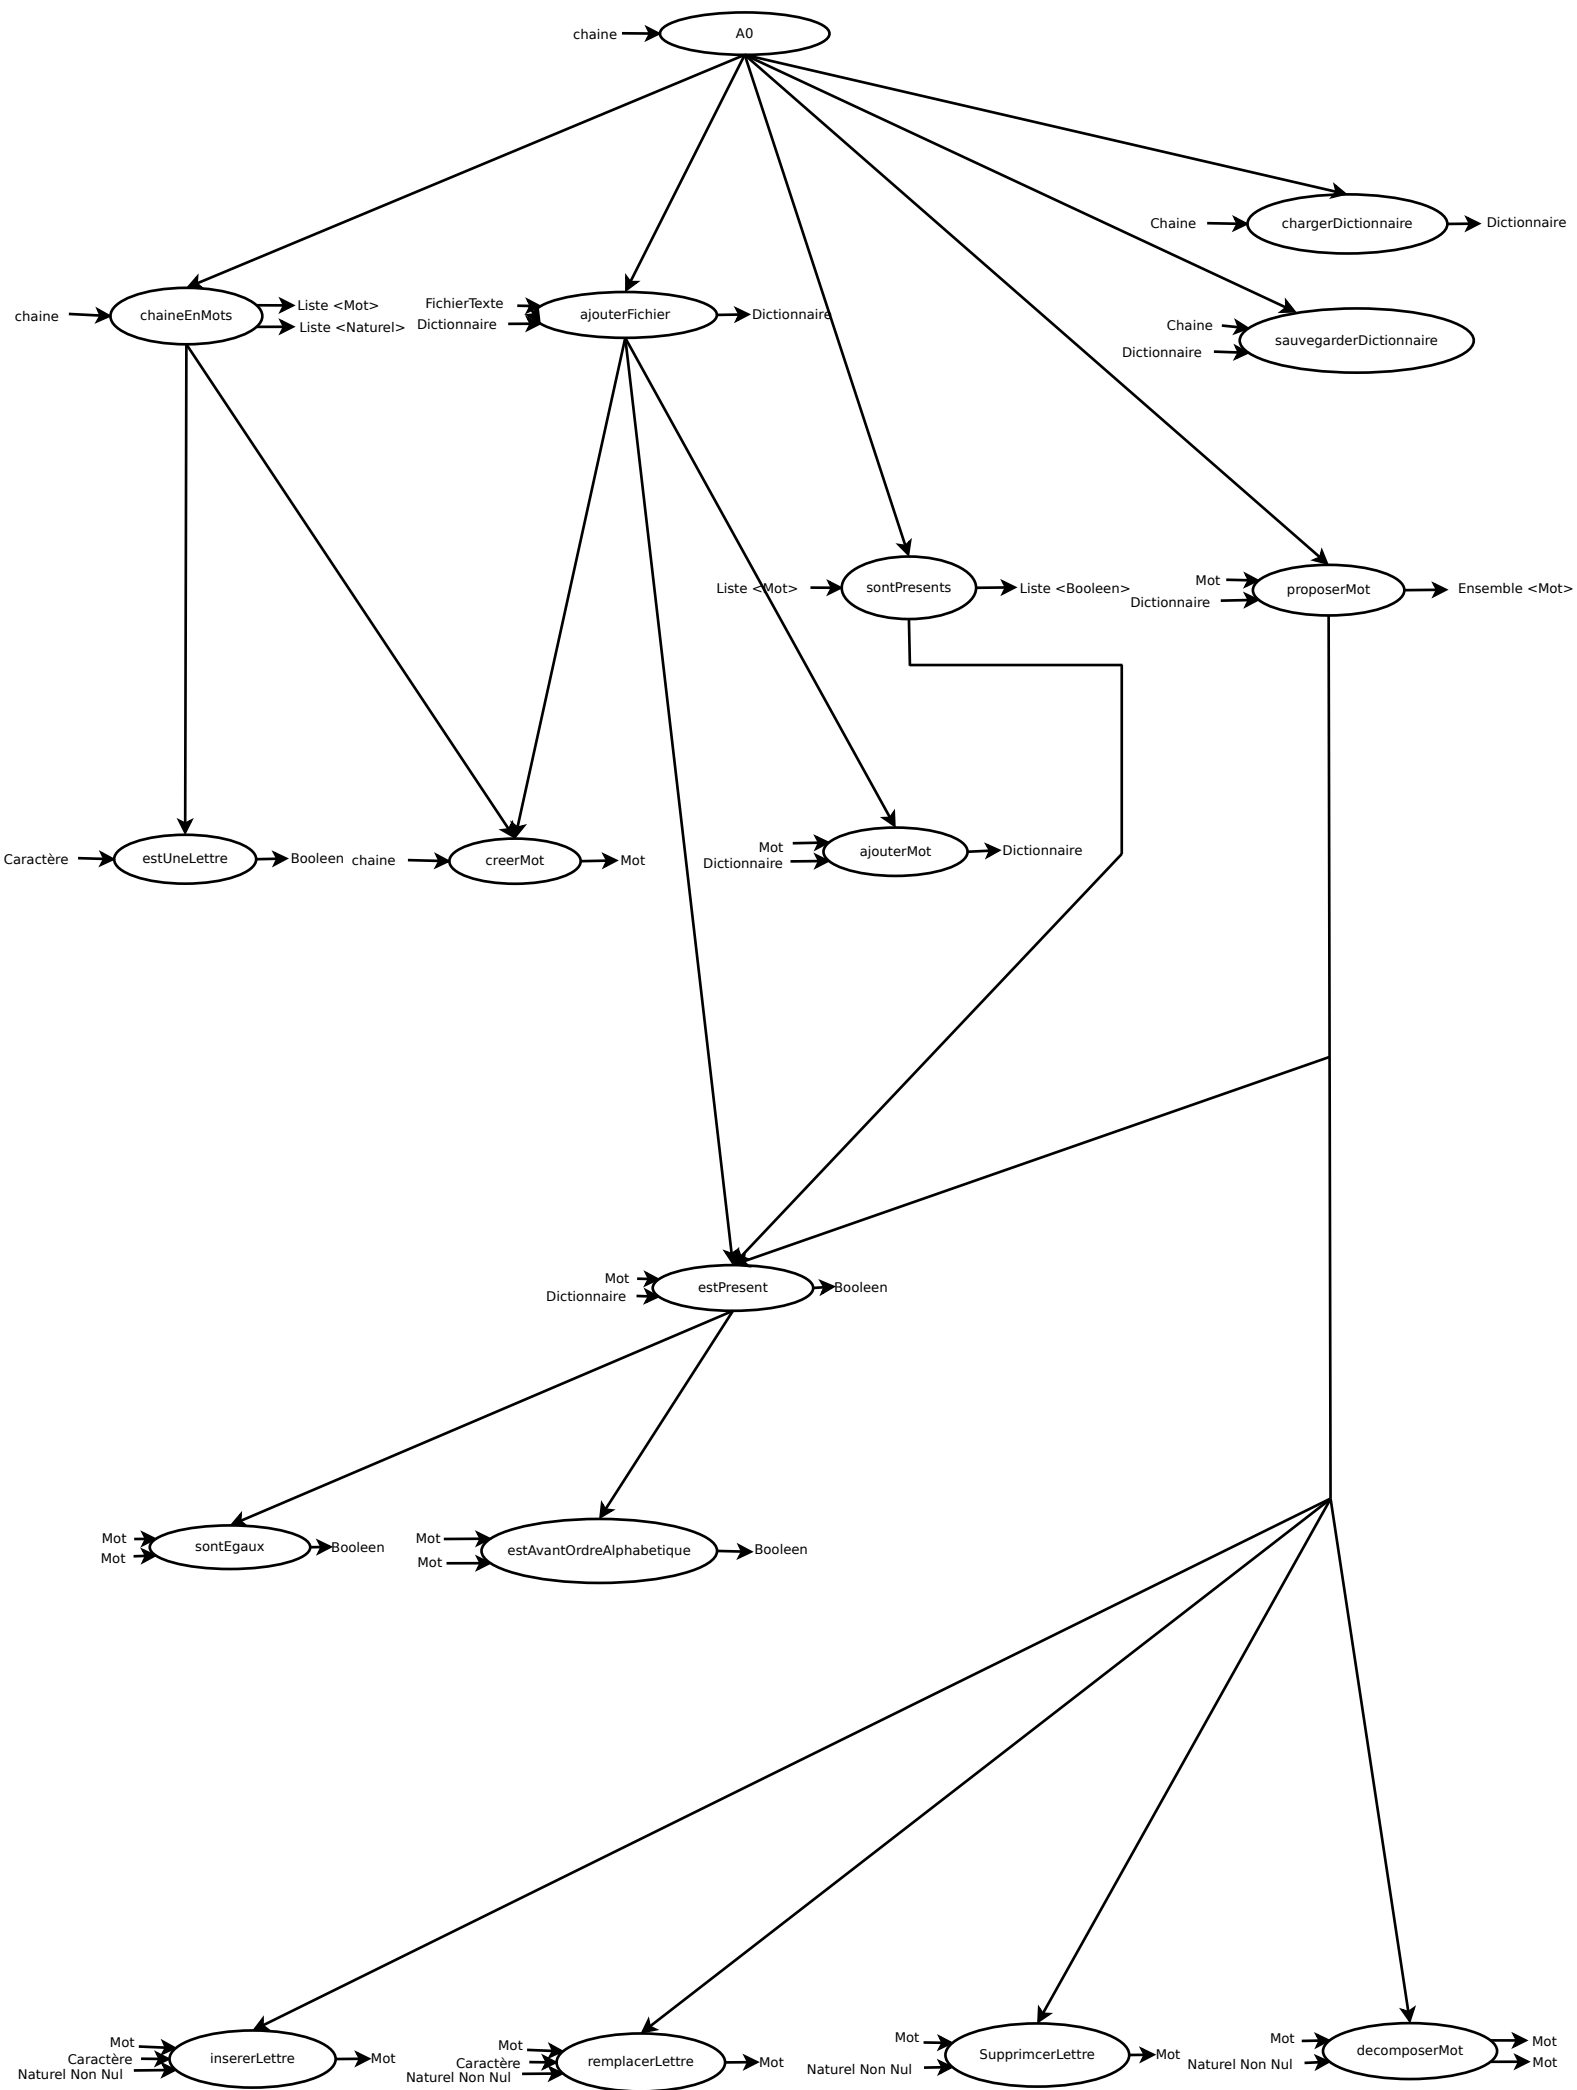 chaine
A0
Chaine
chargerDictionnaire
Dictionnaire
chaine
chaineEnMots
Liste <Mot>
Liste <Naturel>
FichierTexte
Dictionnaire
ajouterFichier
Dictionnaire
Chaine
Dictionnaire
sauvegarderDictionnaire
Liste <Mot>
sontPresents
Liste <Booleen>
Mot
Dictionnaire
proposerMot
Ensemble <Mot>
Caractère
estUneLettre
Booleen
chaine
creerMot
Mot
Mot
Dictionnaire
ajouterMot
Dictionnaire
Mot
Dictionnaire
estPresent
Booleen
Mot
Mot
sontEgaux
Booleen
Mot
Mot
estAvantOrdreAlphabetique
Booleen
Mot
Caractère
Naturel Non Nul
insererLettre
Mot
Mot
Caractère
Naturel Non Nul
remplacerLettre
Mot
Mot
Naturel Non Nul
SupprimcerLettre
Mot
Mot
Naturel Non Nul
decomposerMot
Mot
Mot